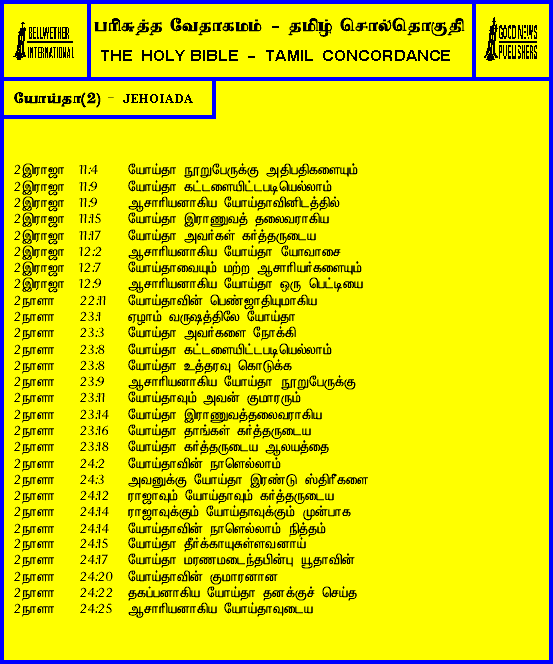 BELLWETHER
INTERNATIONAL
பரிசுத்த வேதாகமம் - தமிழ் சொல்தொகுதி
THE HOLY BIBLE - TAMIL CONCORDANCE
GOOD NEWS
PUBLISHERS
யோய்தா(2) - JEHOIADA
2இராஜா 11:4 யோய்தா நூறுபேருக்கு அதிபதிகளையும்
2இராஜா 11:9 யோய்தா கட்டளையிட்டபடியெல்லாம்
2இராஜா 11:9 ஆசாரியனாகிய யோய்தாவினிடத்தில்
2இராஜா 11:15 யோய்தா இராணுவத் தலைவராகிய
2இராஜா 11:17 யோய்தா அவர்கள் கர்த்தருடைய
2இராஜா 12:2 ஆசாரியனாகிய யோய்தா யோவாசை
2இராஜா 12:7 யோய்தாவையும் மற்ற ஆசாரியர்களையும்
2இராஜா 12:9 ஆசாரியனாகிய யோய்தா ஒரு பெட்டியை
2நாளா 22:11 யோய்தாவின் பெண்ஜாதியுமாகிய
2நாளா 23:1 ஏழாம் வருஷத்திலே யோய்தா
2நாளா 23:3 யோய்தா அவர்களை நோக்கி
2நாளா 23:8 யோய்தா கட்டளையிட்டபடியெல்லாம்
2நாளா 23:8 யோய்தா உத்தரவு கொடுக்க
2நாளா 23:9 ஆசாரியனாகிய யோய்தா நூறுபேருக்கு
2நாளா 23:11 யோய்தாவும் அவன் குமாரரும்
2நாளா 23:14 யோய்தா இராணுவத்தலைவராகிய
2நாளா 23:16 யோய்தா தாங்கள் கர்த்தருடைய
2நாளா 23:18 யோய்தா கர்த்தருடைய ஆலயத்தை
2நாளா 24:2 யோய்தாவின் நாளெல்லாம்
2நாளா 24:3 அவனுக்கு யோய்தா இரண்டு ஸ்திரீகளை
2நாளா 24:12 ராஜாவும் யோய்தாவும் கர்த்தருடைய
2நாளா 24:14 ராஜாவுக்கும் யோய்தாவுக்கும் முன்பாக
2நாளா 24:14 யோய்தாவின் நாளெல்லாம் நித்தம்
2நாளா 24:15 யோய்தா தீர்க்காயுசுள்ளவனாய்
2நாளா 24:17 யோய்தா மரணமடைந்தபின்பு யூதாவின்
2நாளா 24:20 யோய்தாவின் குமாரனான
2நாளா 24:22 தகப்பனாகிய யோய்தா தனக்குச் செய்த
2நாளா 24:25 ஆசாரியனாகிய யோய்தாவுடைய